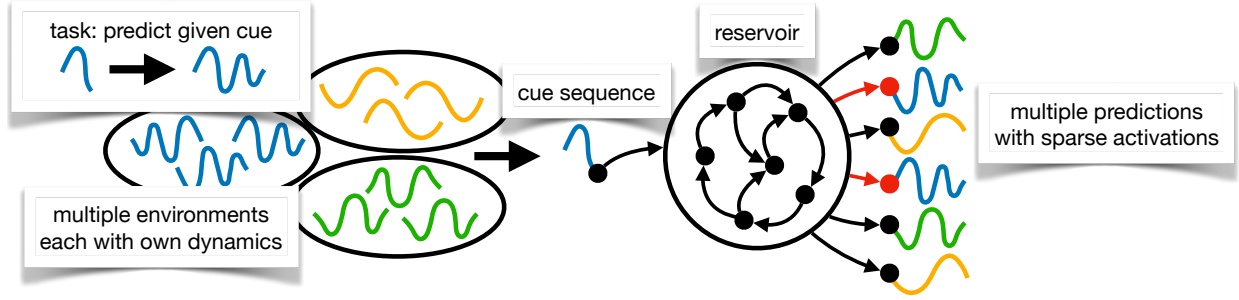 task: predict given cue
multiple environments
each with own dynamics
cue sequence
reservoir
multiple predictions
with sparse activations